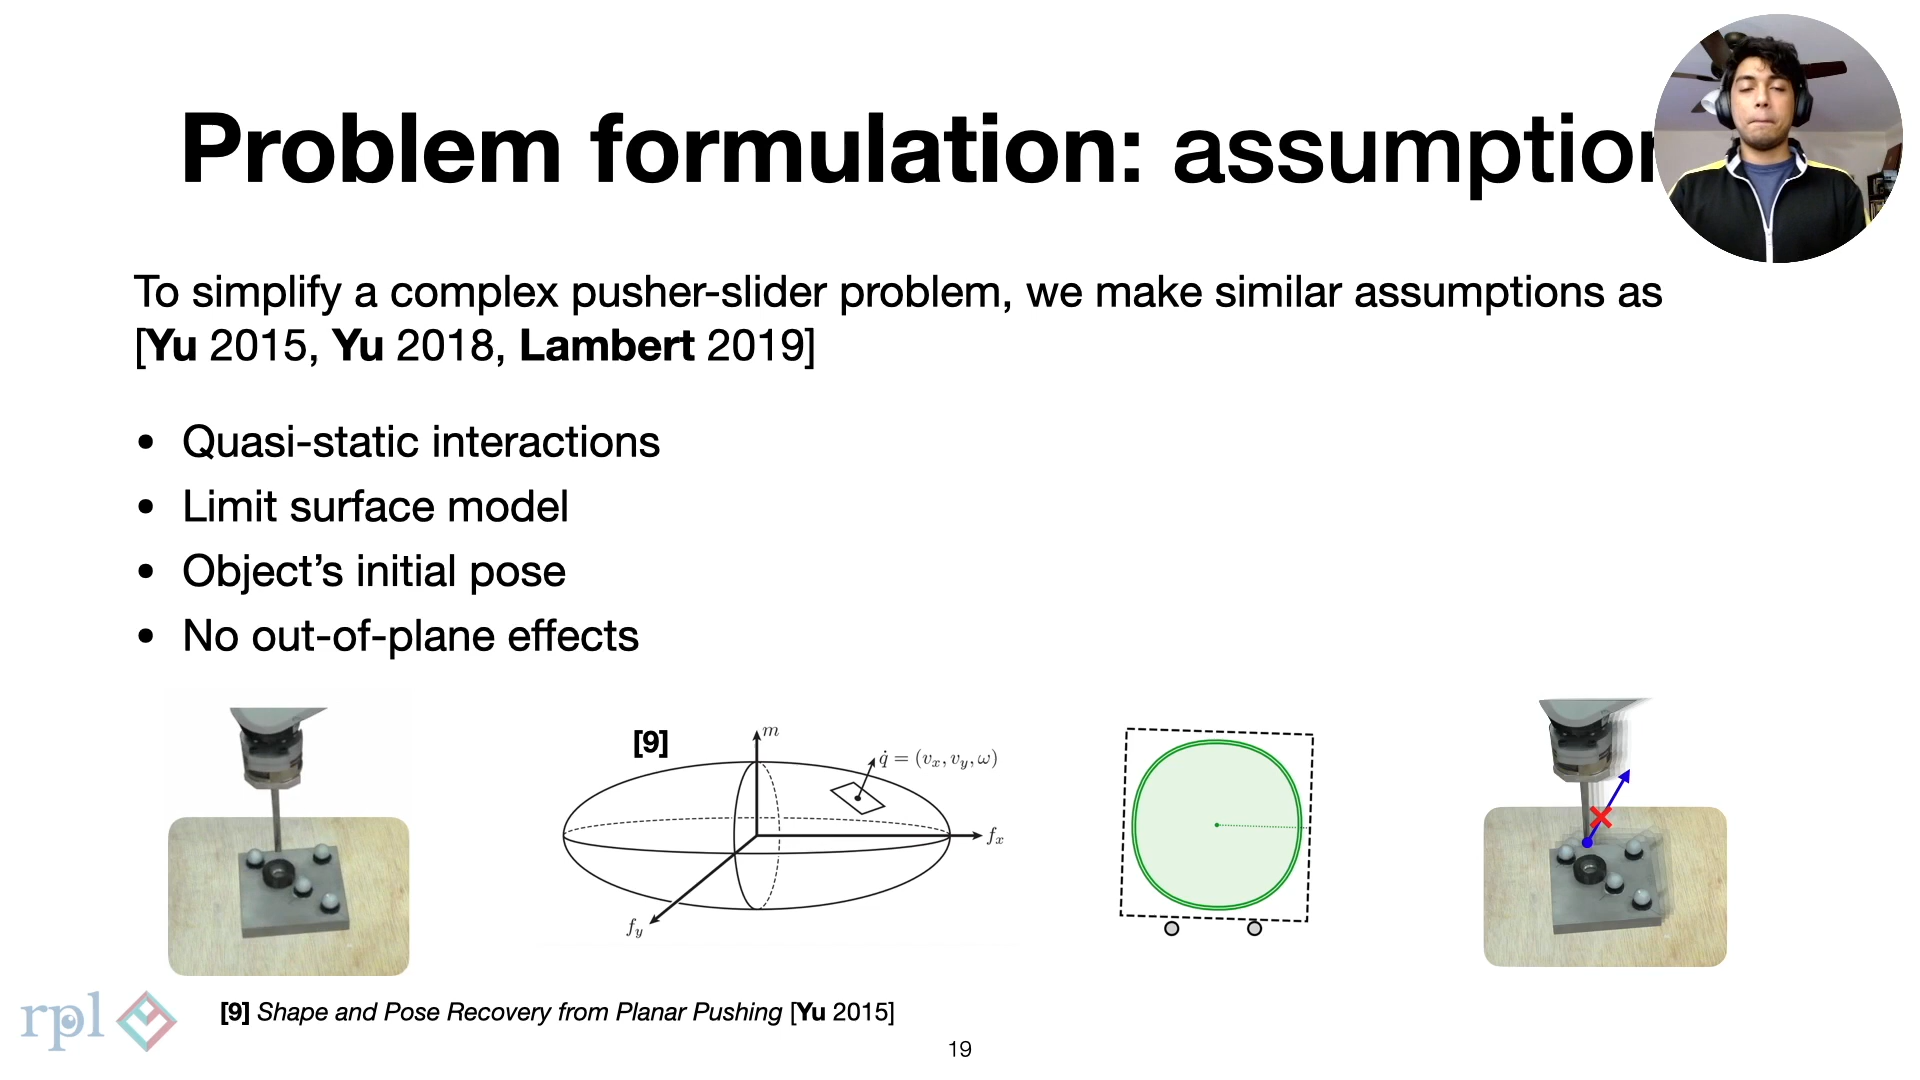 Problem formulation: assumption
To simplify a complex pusher-slider problem, we make similar assumptions as
[Yu 2015, Yu 2018, Lambert 2019]
• Quasi-static interactions
• Limit surface model
• Object’s initial pose
• No out-of-plane effects
[9]
m
q̇ = (vₓ, v_y, ω)
fₓ
f_y
rpl
[9] Shape and Pose Recovery from Planar Pushing [Yu 2015]
19